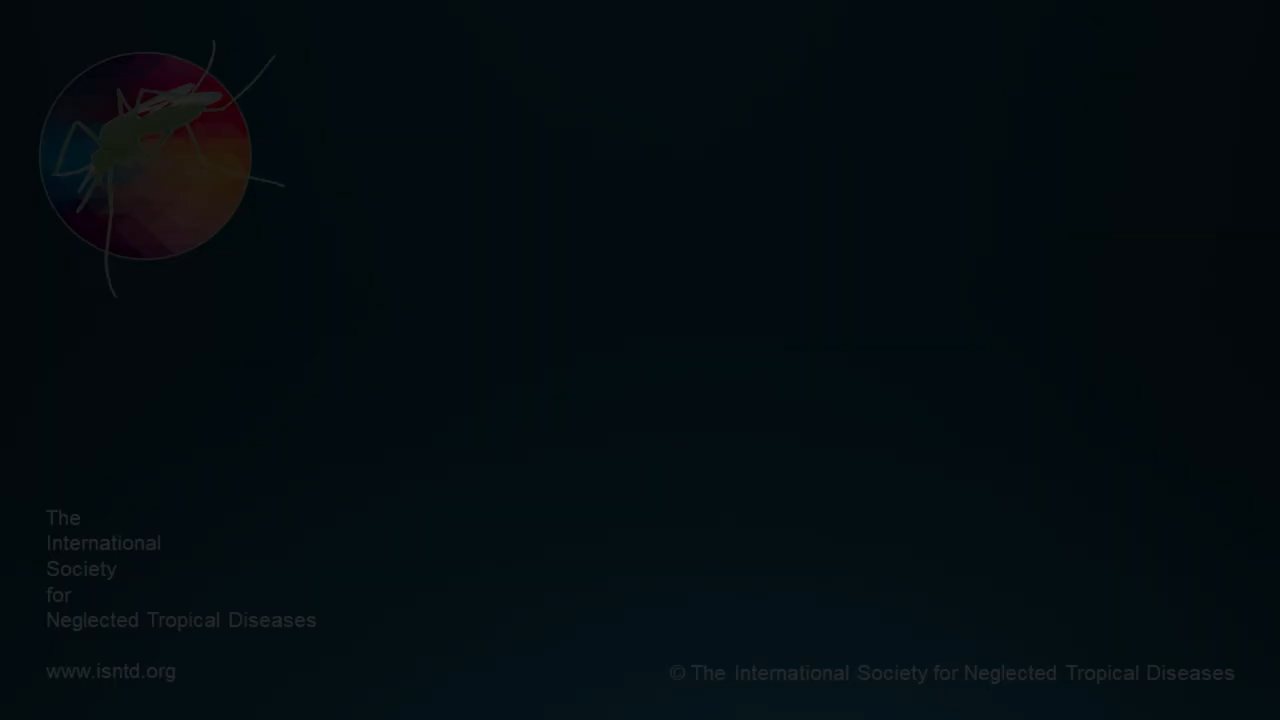 The
International
Society
for
Neglected Tropical Diseases
www.isntd.org
© The International Society for Neglected Tropical Diseases